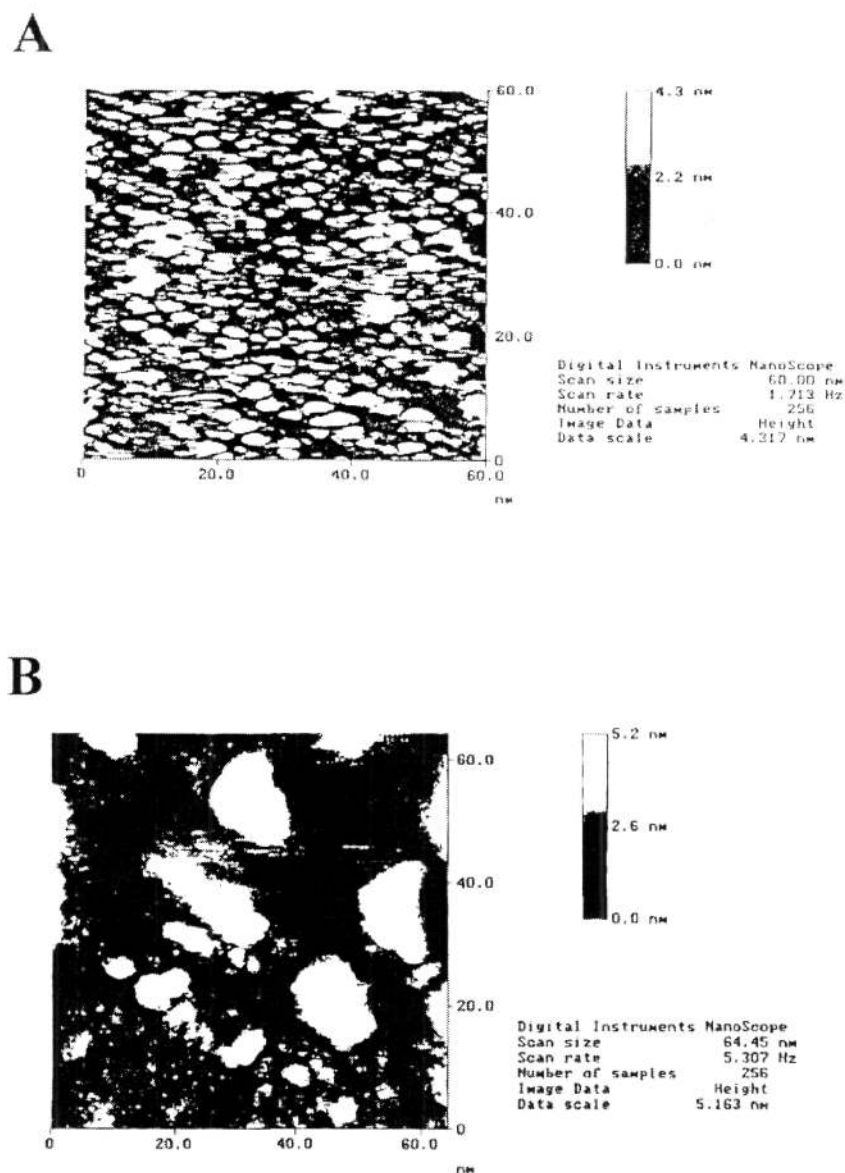 A
60.0
40.0
20.0
0
0 20.0 40.0 60.0
nm
4.3 nm
2.2 nm
0.0 nm
Digital Instruments NanoScope
Scan size 60.00 nm
Scan rate 1.713 Hz
Number of samples 256
Image Data Height
Data scale 4.317 nm
B
60.0
40.0
20.0
0
0 20.0 40.0 60.0
nm
5.2 nm
2.6 nm
0.0 nm
Digital Instruments NanoScope
Scan size 64.45 nm
Scan rate 5.307 Hz
Number of samples 256
Image Data Height
Data scale 5.163 nm